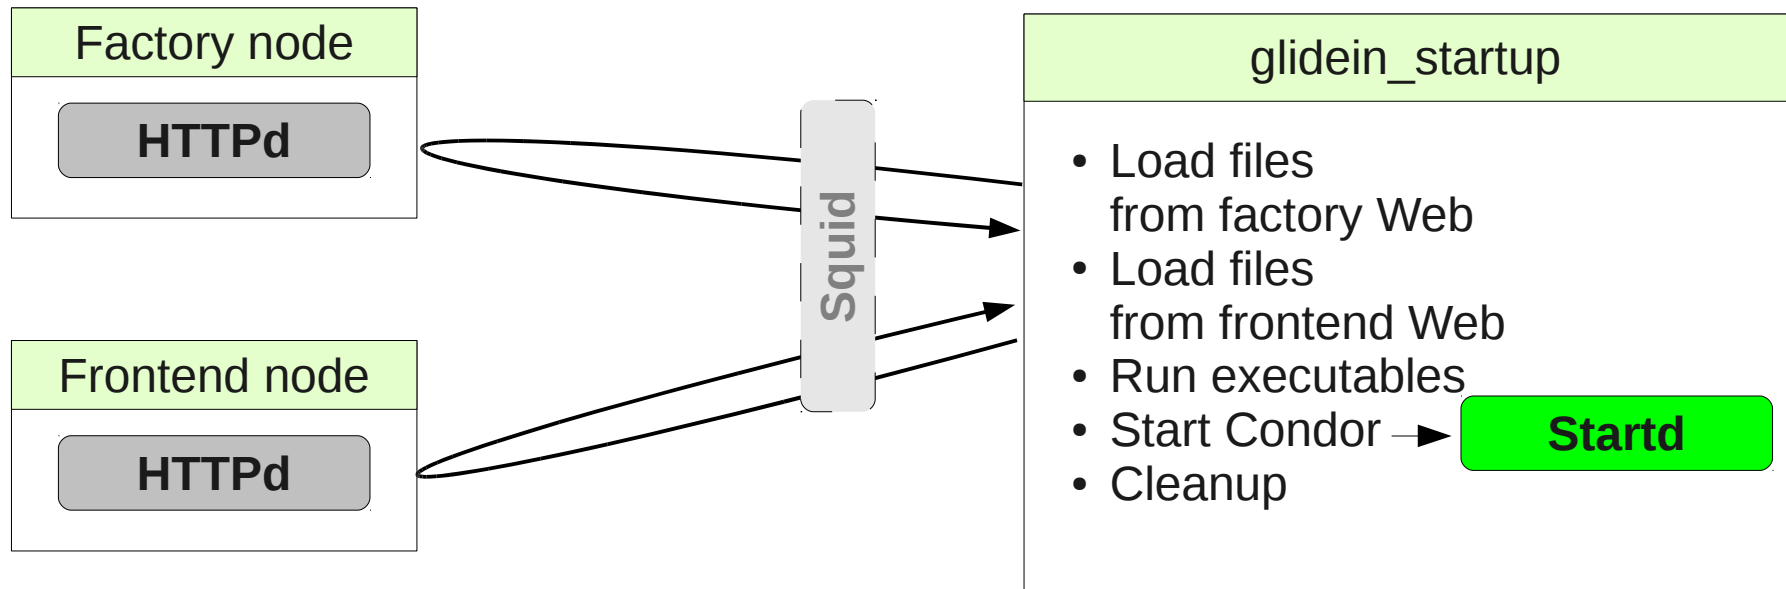 Factory node
HTTPd
Frontend node
HTTPd
Squid
glidein_startup
• Load files
from factory Web
• Load files
from frontend Web
• Run executables
• Start Condor
Startd
• Cleanup